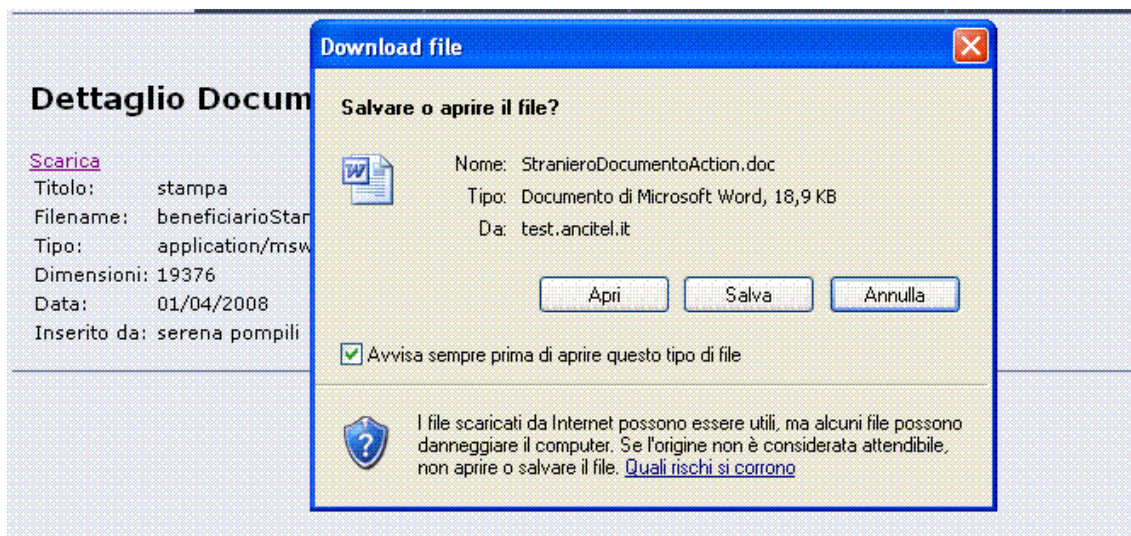 Download file
Dettaglio Docum
Salvare o aprire il file?
Scarica
Titolo: stampa
Filename: beneficiarioStar
Tipo: application/msw
Dimensioni: 19376
Data: 01/04/2008
Inserito da: serena pompili
Nome: StranieroDocumentoAction.doc
Tipo: Documento di Microsoft Word, 18,9 KB
Da: test.ancitel.it
Apri Salva Annulla
Avvisa sempre prima di aprire questo tipo di file
I file scaricati da Internet possono essere utili, ma alcuni file possono
danneggiare il computer. Se l'origine non è considerata attendibile,
non aprire o salvare il file. Quali rischi si corrono